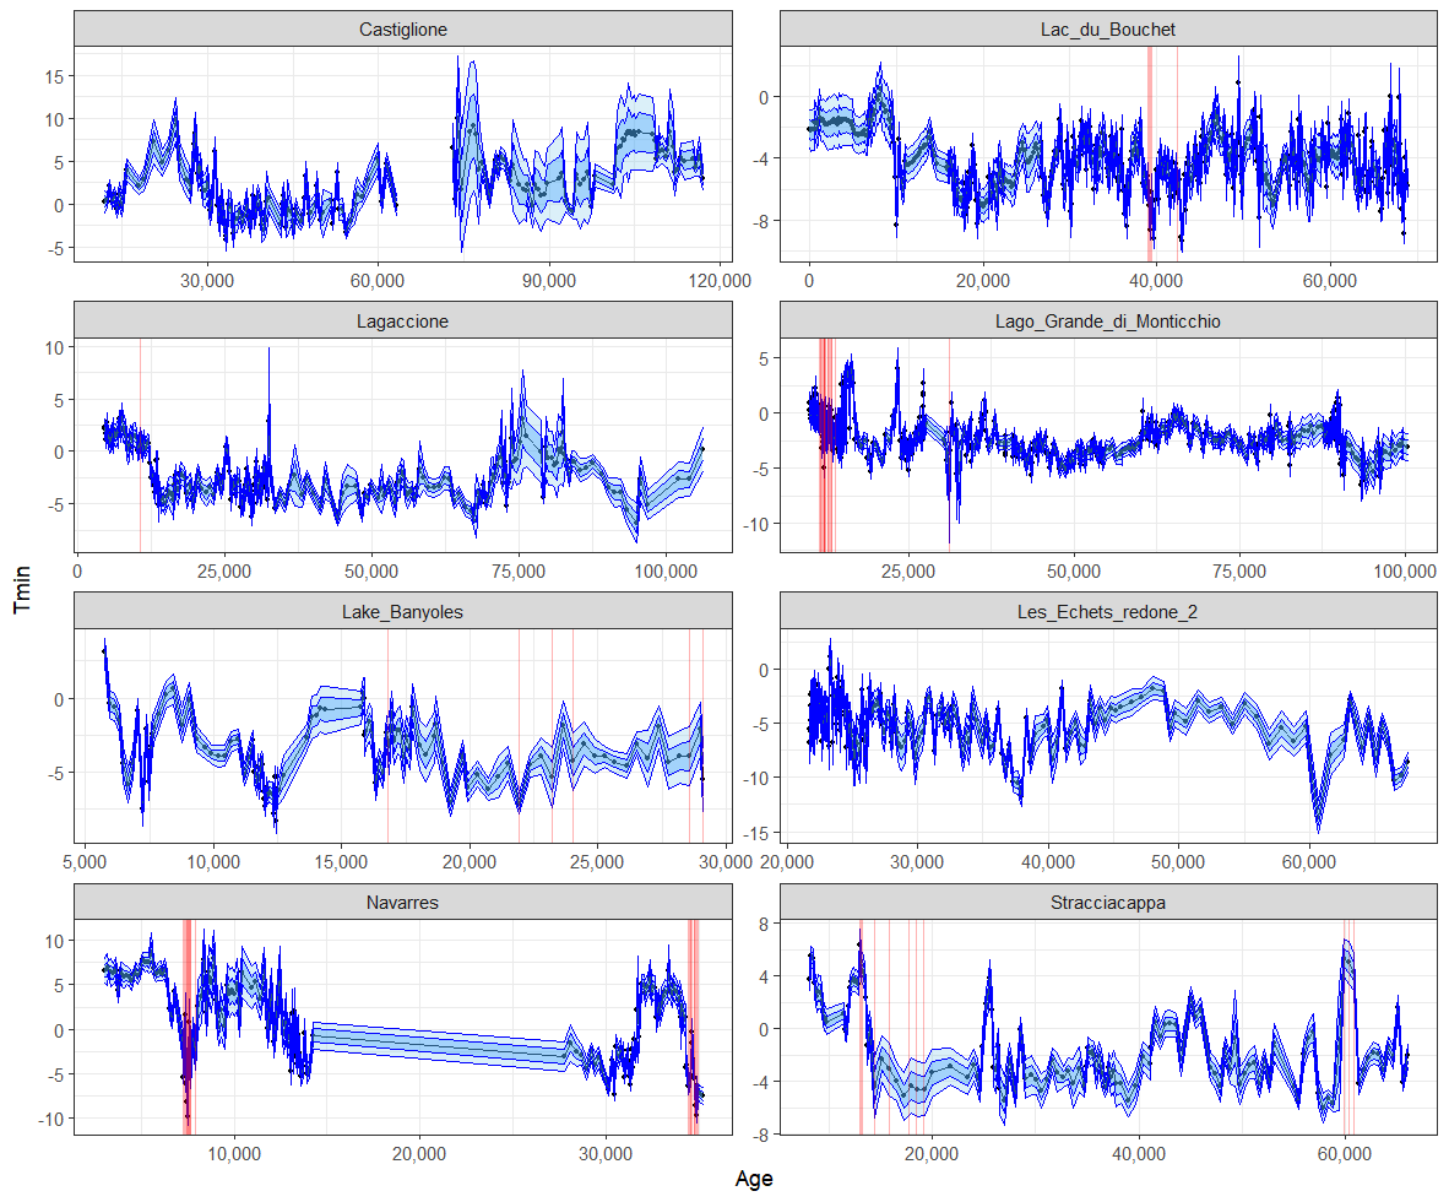 Castiglione
Lac_du_Bouchet
15
10
5
0
-5
0
-4
-8
30,000 60,000 90,000 120,000
0 20,000 40,000 60,000
Lagaccione
Lago_Grande_di_Monticchio
10
5
0
-5
5
0
-5
-10
0 25,000 50,000 75,000 100,000
25,000 50,000 75,000 100,000
Tmin
Lake_Banyoles
Les_Echets_redone_2
0
-5
0
-5
-10
-15
5,000 10,000 15,000 20,000 25,000 30,000
20,000 30,000 40,000 50,000 60,000
Navarres
Stracciacappa
10
5
0
-5
-10
8
4
0
-4
-8
10,000 20,000 30,000
20,000 40,000 60,000
Age